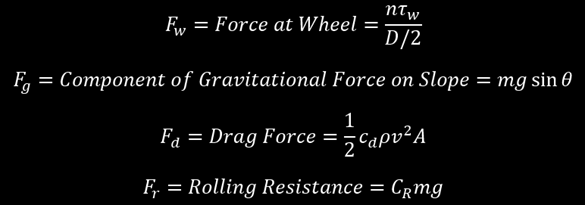 F_w = Force at Wheel = nτ_w / D/2
F_g = Component of Gravitational Force on Slope = mg sin θ
F_d = Drag Force = 1/2 c_d ρv² A
F_r = Rolling Resistance = C_R mg